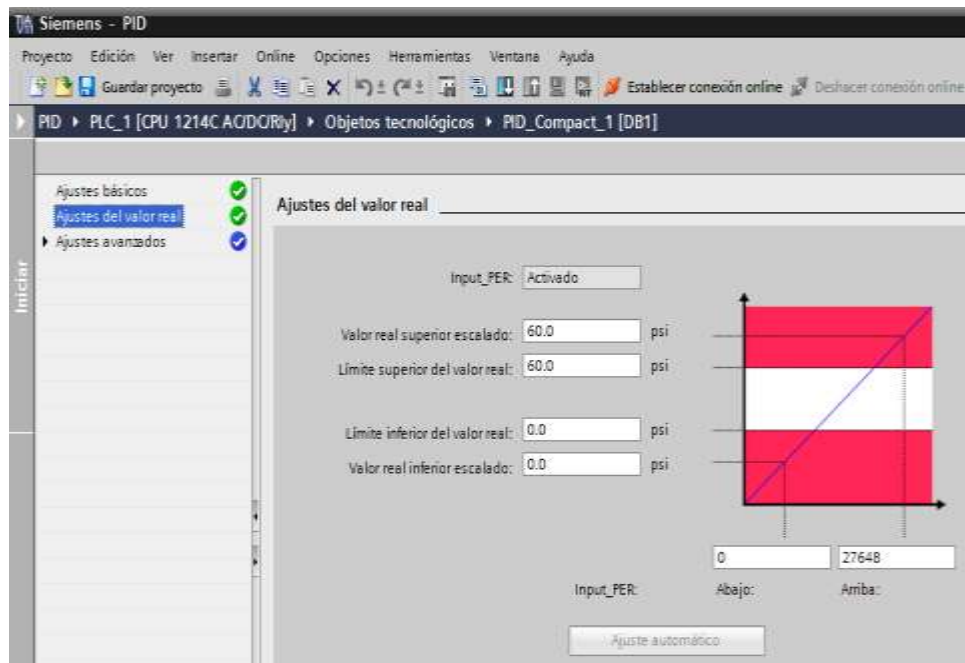 Siemens - PID
Proyecto Edición Ver Insertar Online Opciones Herramientas Ventana Ayuda
Guardar proyecto Establecer conexión online Deshacer conexión online
PID PLC_1 [CPU 1214C AC/DC/Rly] Objetos tecnológicos PID_Compact_1 [DB1]
Iniciar
Ajustes básicos
Ajustes del valor real
Ajustes avanzados
Ajustes del valor real
Input_PER: Activado
Valor real superior escalado: 60.0 psi
Límite superior del valor real: 60.0 psi
Límite inferior del valor real: 0.0 psi
Valor real inferior escalado: 0.0 psi
0 27648
Input_PER: Abajo: Arriba:
Ajuste automático